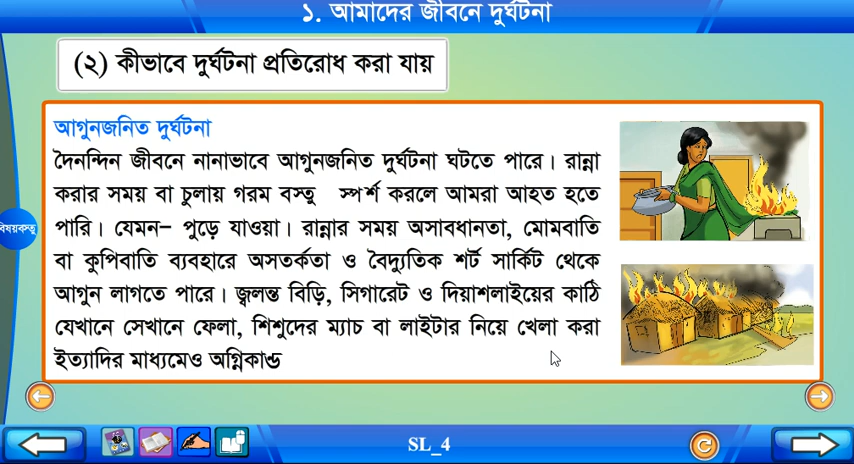 ১. আমাদের জীবনে দুর্ঘটনা
(২) কীভাবে দুর্ঘটনা প্রতিরোধ করা যায়
আগুনজনিত দুর্ঘটনা
দৈনন্দিন জীবনে নানাভাবে আগুনজনিত দুর্ঘটনা ঘটতে পারে। রান্না
করার সময় বা চুলায় গরম বস্তু স্পর্শ করলে আমরা আহত হতে
পারি। যেমন– পুড়ে যাওয়া। রান্নার সময় অসাবধানতা, মোমবাতি
বা কুপিবাতি ব্যবহারে অসতর্কতা ও বৈদ্যুতিক শর্ট সার্কিট থেকে
আগুন লাগতে পারে। জ্বলন্ত বিড়ি, সিগারেট ও দিয়াশলাইয়ের কাঠি
যেখানে সেখানে ফেলা, শিশুদের ম্যাচ বা লাইটার নিয়ে খেলা করা
ইত্যাদির মাধ্যমেও অগ্নিকাণ্ড
বিষয়বস্তু
SL_4